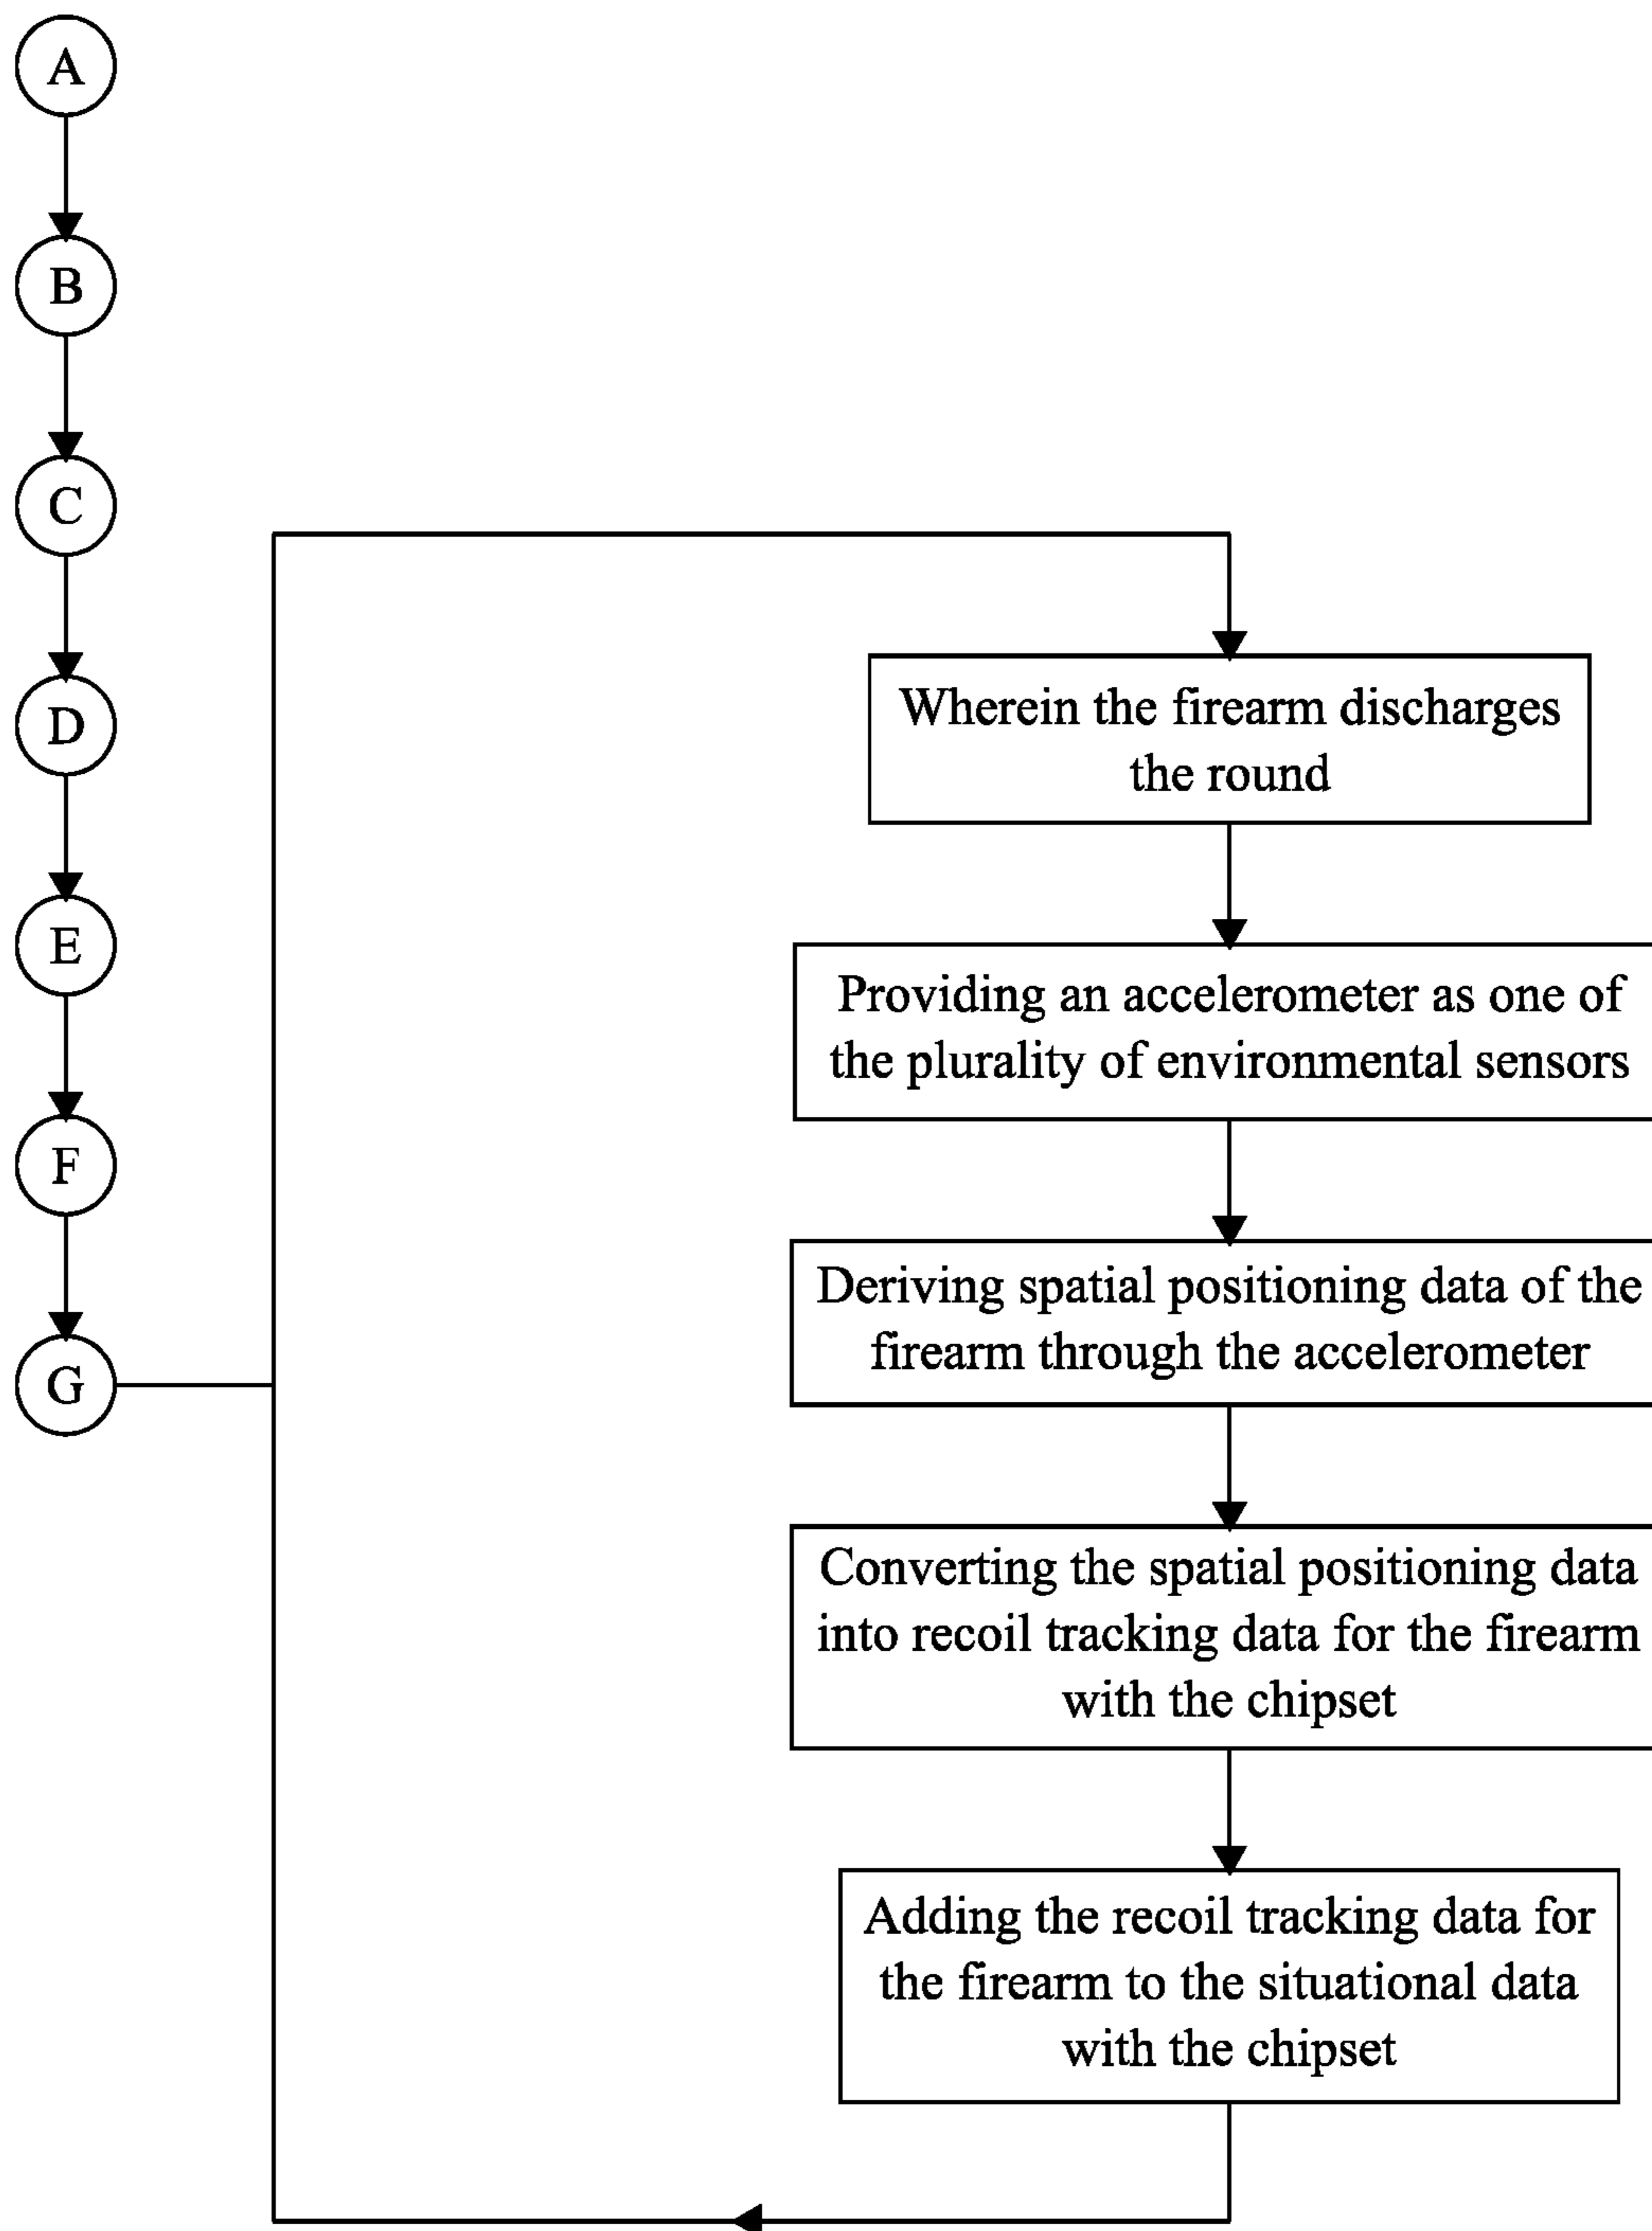 A
B
C
D
E
F
G
Wherein the firearm discharges
the round
Providing an accelerometer as one of
the plurality of environmental sensors
Deriving spatial positioning data of the
firearm through the accelerometer
Converting the spatial positioning data
into recoil tracking data for the firearm
with the chipset
Adding the recoil tracking data for
the firearm to the situational data
with the chipset